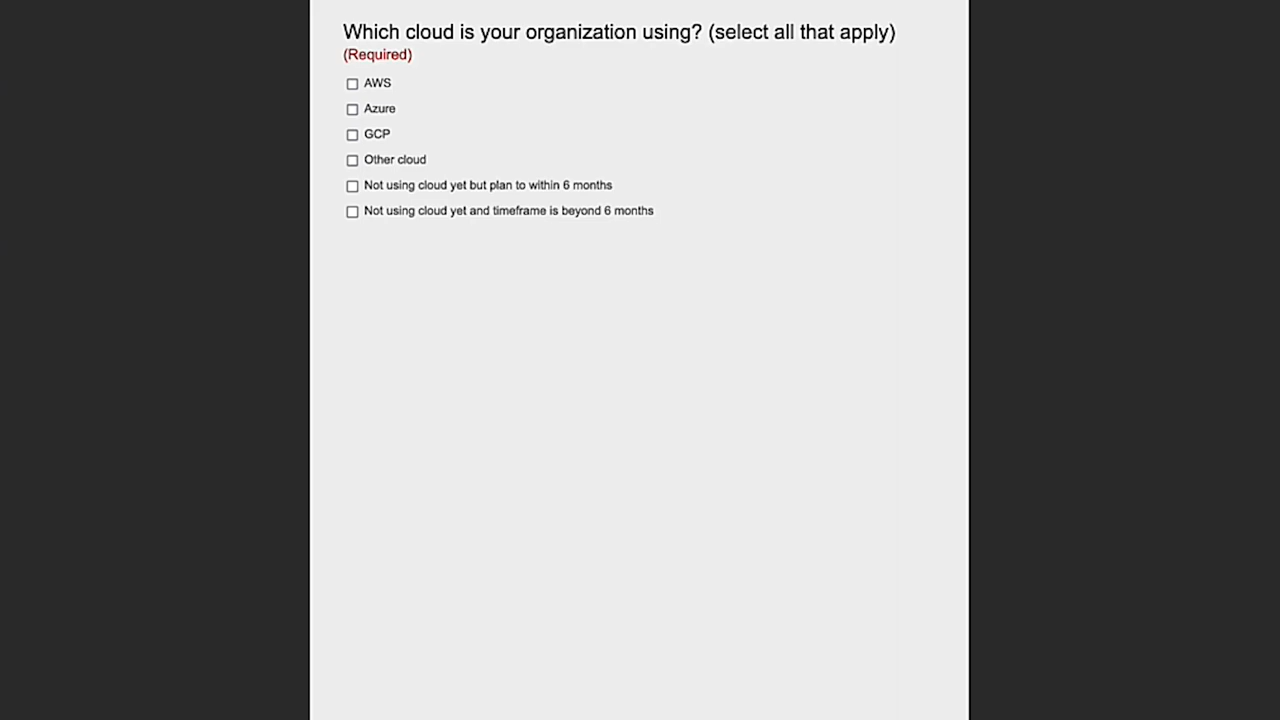 Which cloud is your organization using? (select all that apply)
(Required)
AWS
Azure
GCP
Other cloud
Not using cloud yet but plan to within 6 months
Not using cloud yet and timeframe is beyond 6 months